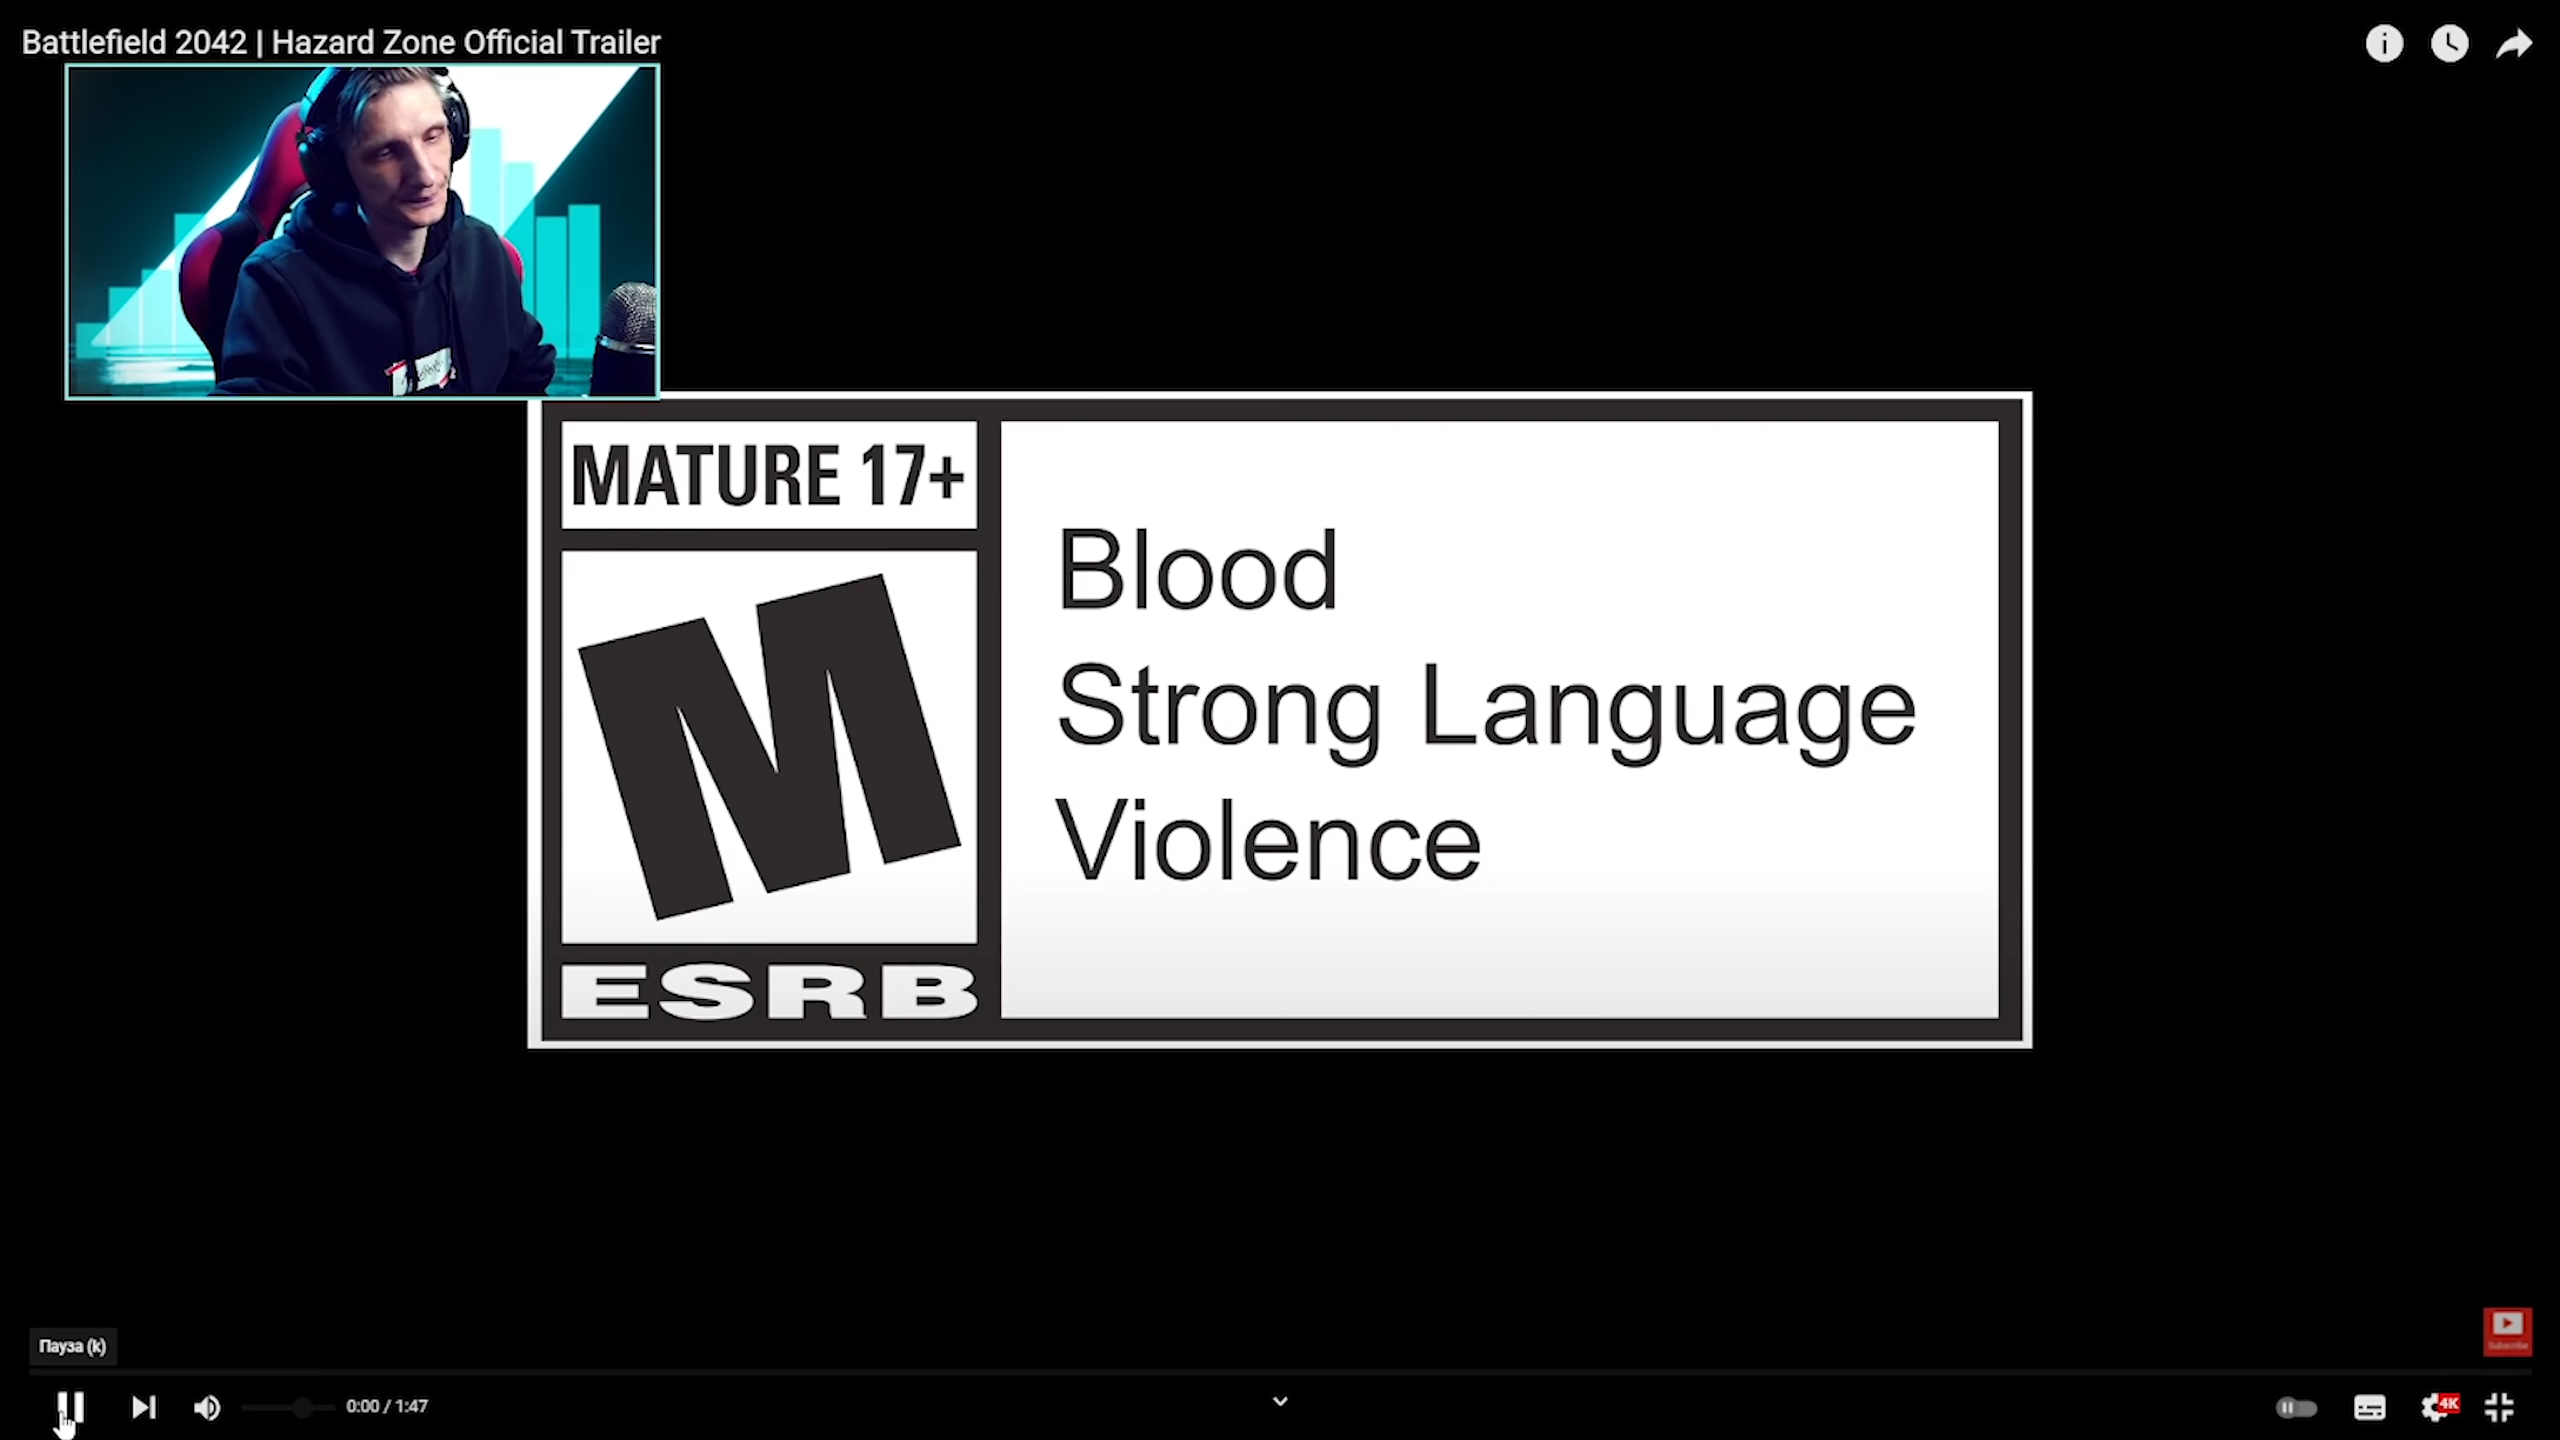 Battlefield 2042 | Hazard Zone Official Trailer
MATURE 17+
M
ESRB
Blood
Strong Language
Violence
Subscribe
Пауза (k)
0:00 / 1:47
4K